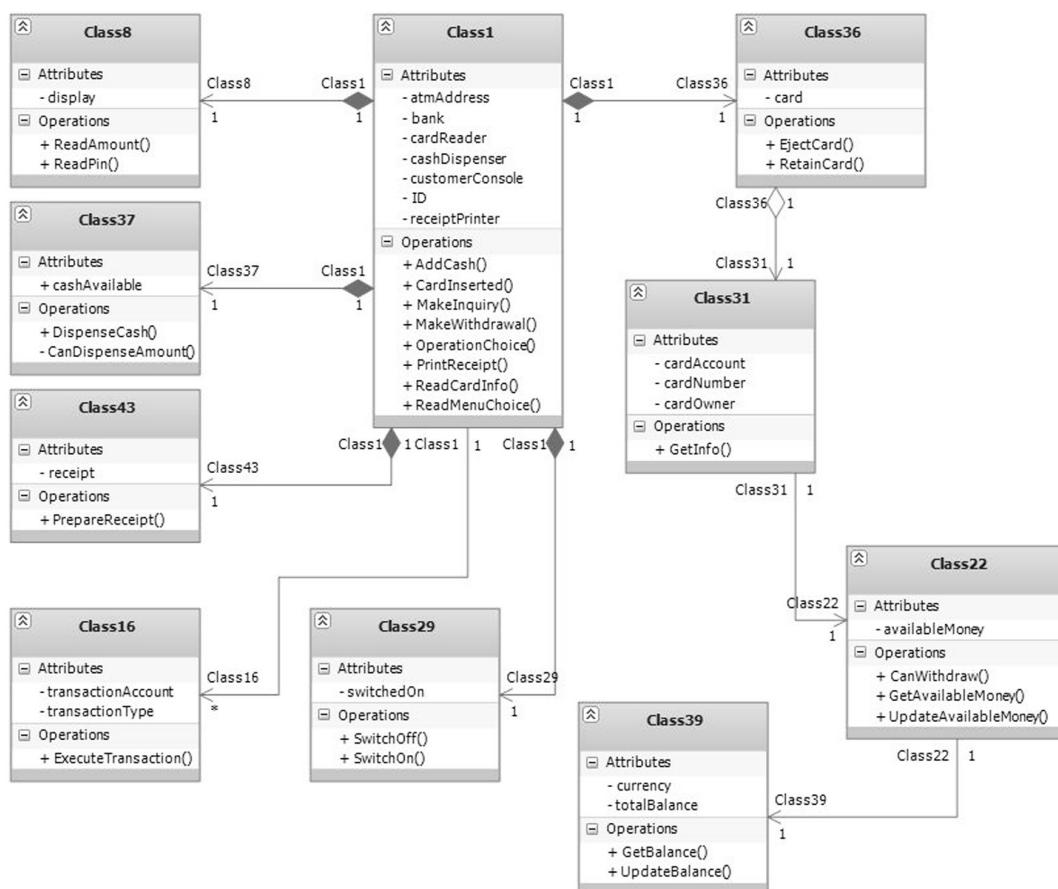 Class8
Attributes
- display
Operations
+ ReadAmount()
+ ReadPin()
Class8
1
Class1
1
Class1
Attributes
- atmAddress
- bank
- cardReader
- cashDispenser
- customerConsole
- ID
- receiptPrinter
Operations
+ AddCash()
+ CardInserted()
+ MakeInquiry()
+ MakeWithdrawal()
+ OperationChoice()
+ PrintReceipt()
+ ReadCardInfo()
+ ReadMenuChoice()
Class1
1
Class36
1
Class36
Attributes
- card
Operations
+ EjectCard()
+ RetainCard()
Class36
1
Class31
1
Class37
Attributes
+ cashAvailable
Operations
+ DispenseCash()
- CanDispenseAmount()
Class37
1
Class1
1
Class31
Attributes
- cardAccount
- cardNumber
- cardOwner
Operations
+ GetInfo()
Class31
1
Class22
1
Class43
Attributes
- receipt
Operations
+ PrepareReceipt()
Class43
1
Class1
1
Class1
1
Class1
1
Class16
Attributes
- transactionAccount
- transactionType
Operations
+ ExecuteTransaction()
Class16
*
Class29
Attributes
- switchedOn
Operations
+ SwitchOff()
+ SwitchOn()
Class29
1
Class22
Attributes
- availableMoney
Operations
+ CanWithdraw()
+ GetAvailableMoney()
+ UpdateAvailableMoney()
Class22
1
Class39
1
Class39
Attributes
- currency
- totalBalance
Operations
+ GetBalance()
+ UpdateBalance()